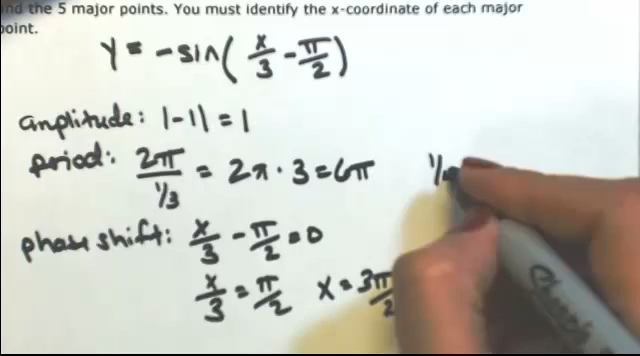 nd the 5 major points. You must identify the x-coordinate of each major
point.
y = -sin( x/3 - π/2 )
amplitude: |-1| = 1
period: 2π / 1/3 = 2π · 3 = 6π
phase shift: x/3 - π/2 = 0
x/3 = π/2 x = 3π/2